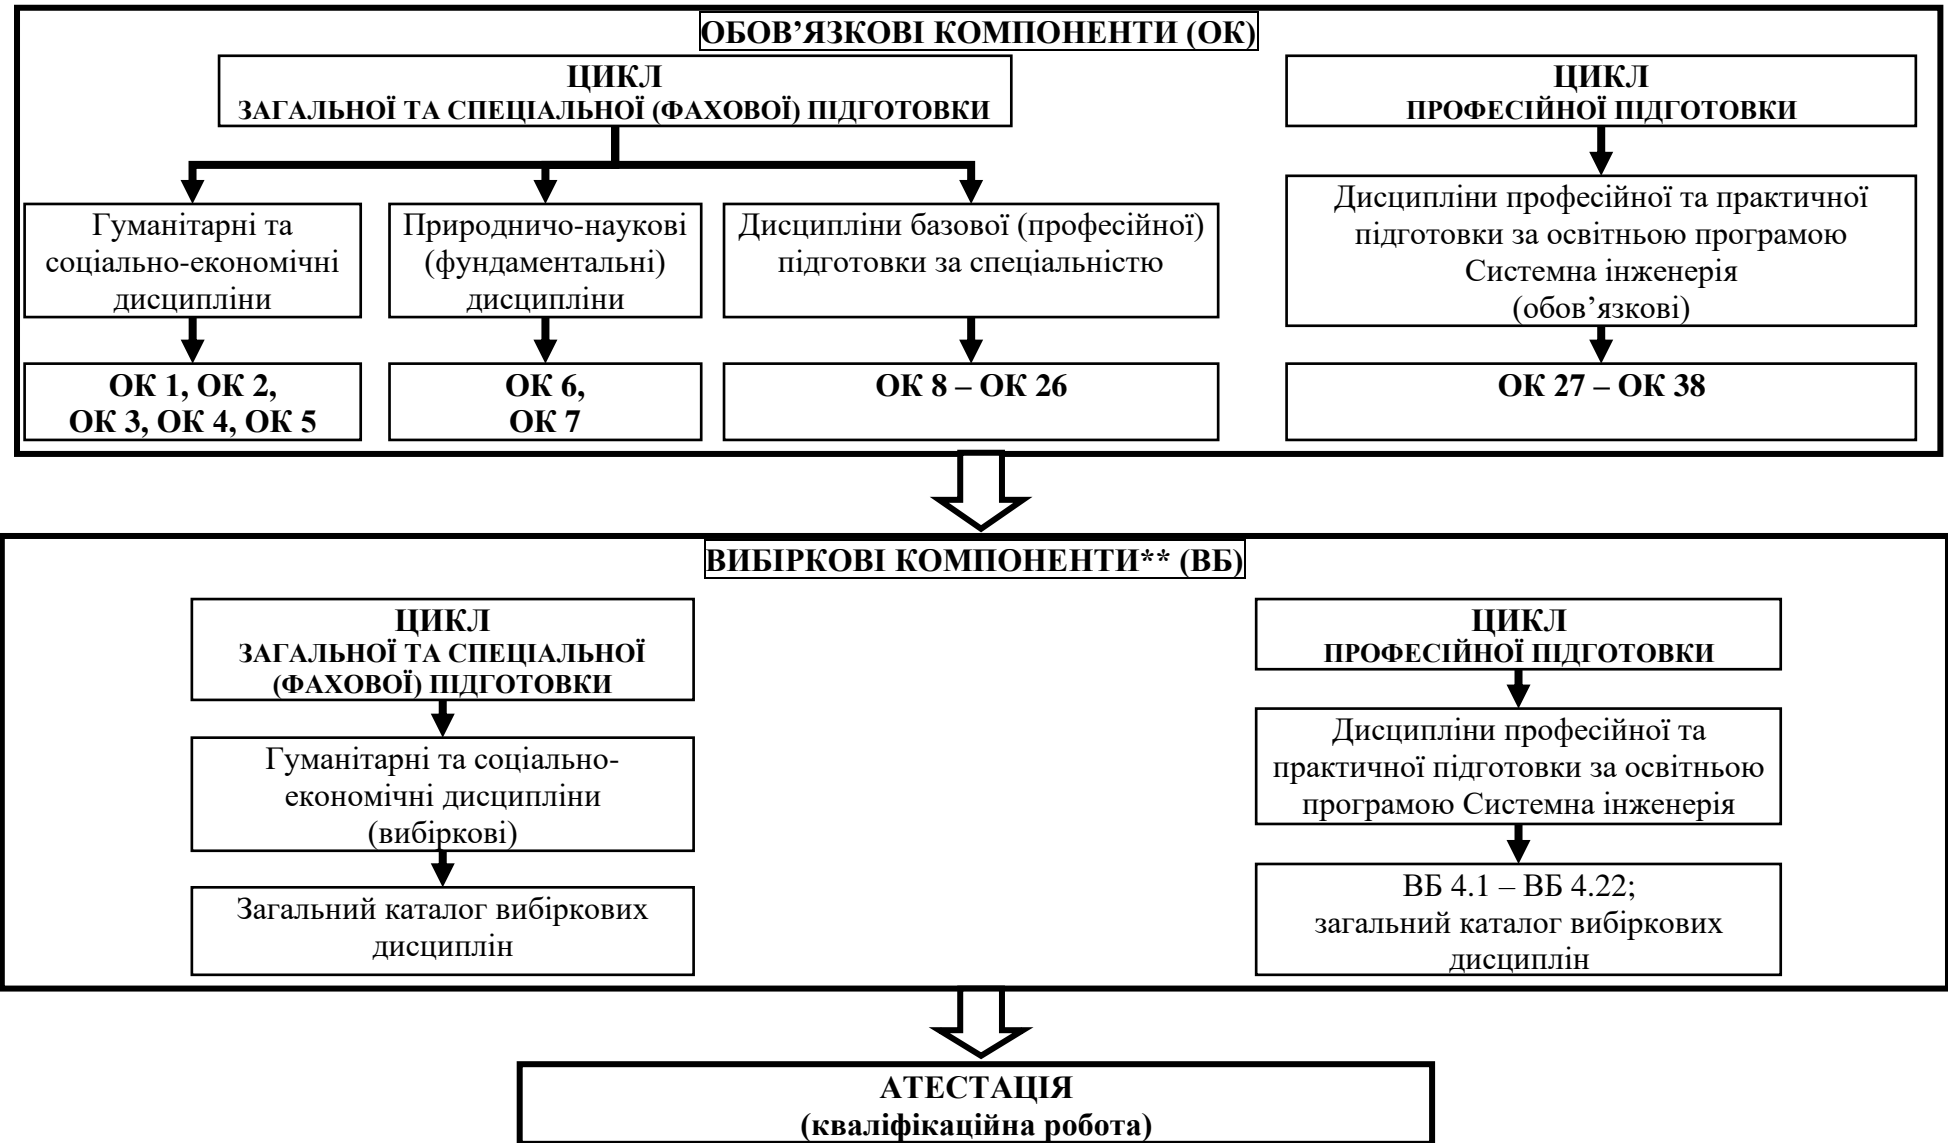 ОБОВ’ЯЗКОВІ КОМПОНЕНТИ (ОК)
ЦИКЛ
ЗАГАЛЬНОЇ ТА СПЕЦІАЛЬНОЇ (ФАХОВОЇ) ПІДГОТОВКИ
ЦИКЛ
ПРОФЕСІЙНОЇ ПІДГОТОВКИ
Гуманітарні та
соціально-економічні
дисципліни
Природничо-наукові
(фундаментальні)
дисципліни
Дисципліни базової (професійної)
підготовки за спеціальністю
Дисципліни професійної та практичної
підготовки за освітньою програмою
Системна інженерія
(обов’язкові)
ОК 1, ОК 2,
ОК 3, ОК 4, ОК 5
ОК 6,
ОК 7
ОК 8 – ОК 26
ОК 27 – ОК 38
ВИБІРКОВІ КОМПОНЕНТИ** (ВБ)
ЦИКЛ
ЗАГАЛЬНОЇ ТА СПЕЦІАЛЬНОЇ
(ФАХОВОЇ) ПІДГОТОВКИ
ЦИКЛ
ПРОФЕСІЙНОЇ ПІДГОТОВКИ
Гуманітарні та соціально-
економічні дисципліни
(вибіркові)
Дисципліни професійної та
практичної підготовки за освітньою
програмою Системна інженерія
Загальний каталог вибіркових
дисциплін
ВБ 4.1 – ВБ 4.22;
загальний каталог вибіркових
дисциплін
АТЕСТАЦІЯ
(кваліфікаційна робота)